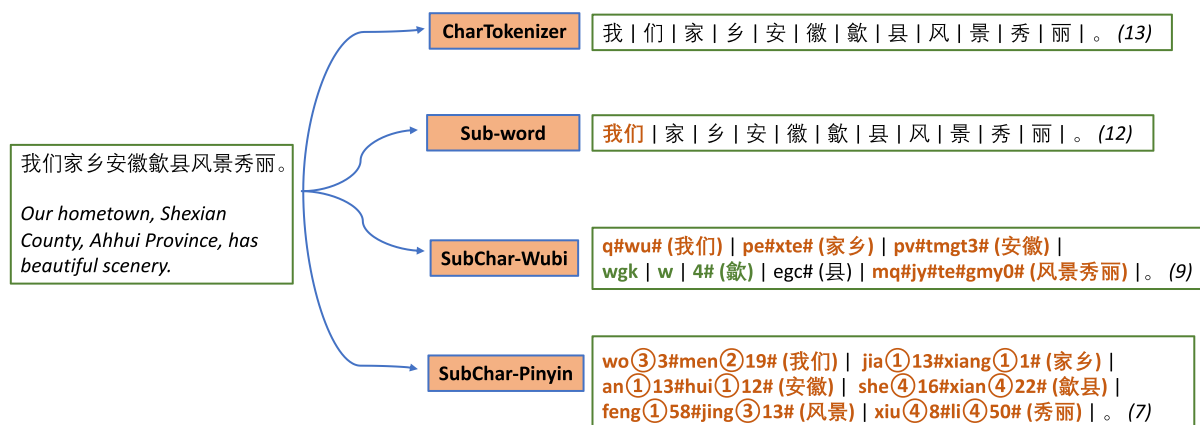 我们家乡安徽歙县风景秀丽。
Our hometown, Shexian
County, Ahhui Province, has
beautiful scenery.
CharTokenizer
我 | 们 | 家 | 乡 | 安 | 徽 | 歙 | 县 | 风 | 景 | 秀 | 丽 | 。 (13)
Sub-word
我们 | 家 | 乡 | 安 | 徽 | 歙 | 县 | 风 | 景 | 秀 | 丽 | 。 (12)
SubChar-Wubi
q#wu# (我们) | pe#xte# (家乡) | pv#tmgt3# (安徽) |
wgk | w | 4# (歙) | egc# (县) | mq#jy#te#gmy0# (风景秀丽) | 。 (9)
SubChar-Pinyin
wo③3#men②19# (我们) | jia①13#xiang①1# (家乡) |
an①13#hui①12# (安徽) | she④16#xian④22# (歙县) |
feng①58#jing③13# (风景) | xiu④8#li④50# (秀丽) | 。 (7)